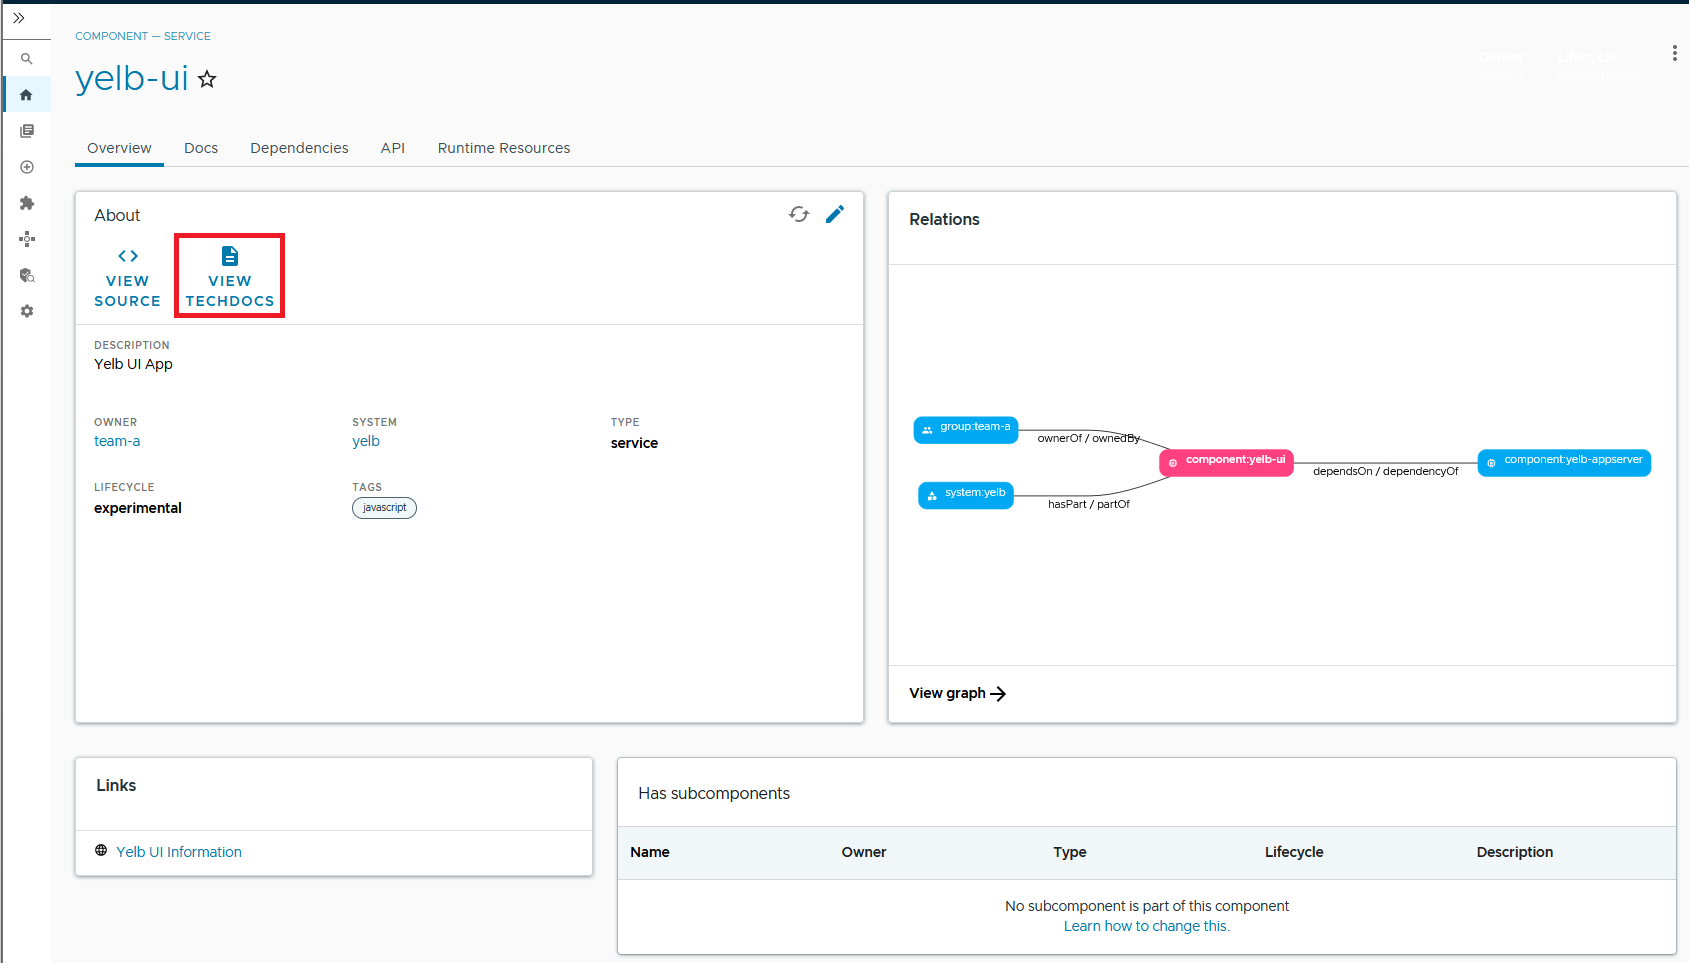 COMPONENT — SERVICE
yelb-ui
Owner
team-a
Lifecycle
experimental
Overview
Docs
Dependencies
API
Runtime Resources
About
VIEW
SOURCE
VIEW
TECHDOCS
DESCRIPTION
Yelb UI App
OWNER
team-a
SYSTEM
yelb
TYPE
service
LIFECYCLE
experimental
TAGS
javascript
Relations
group:team-a
ownerOf / ownedBy
component:yelb-ui
dependsOn / dependencyOf
component:yelb-appserver
system:yelb
hasPart / partOf
View graph
Links
Yelb UI Information
Has subcomponents
Name
Owner
Type
Lifecycle
Description
No subcomponent is part of this component
Learn how to change this.